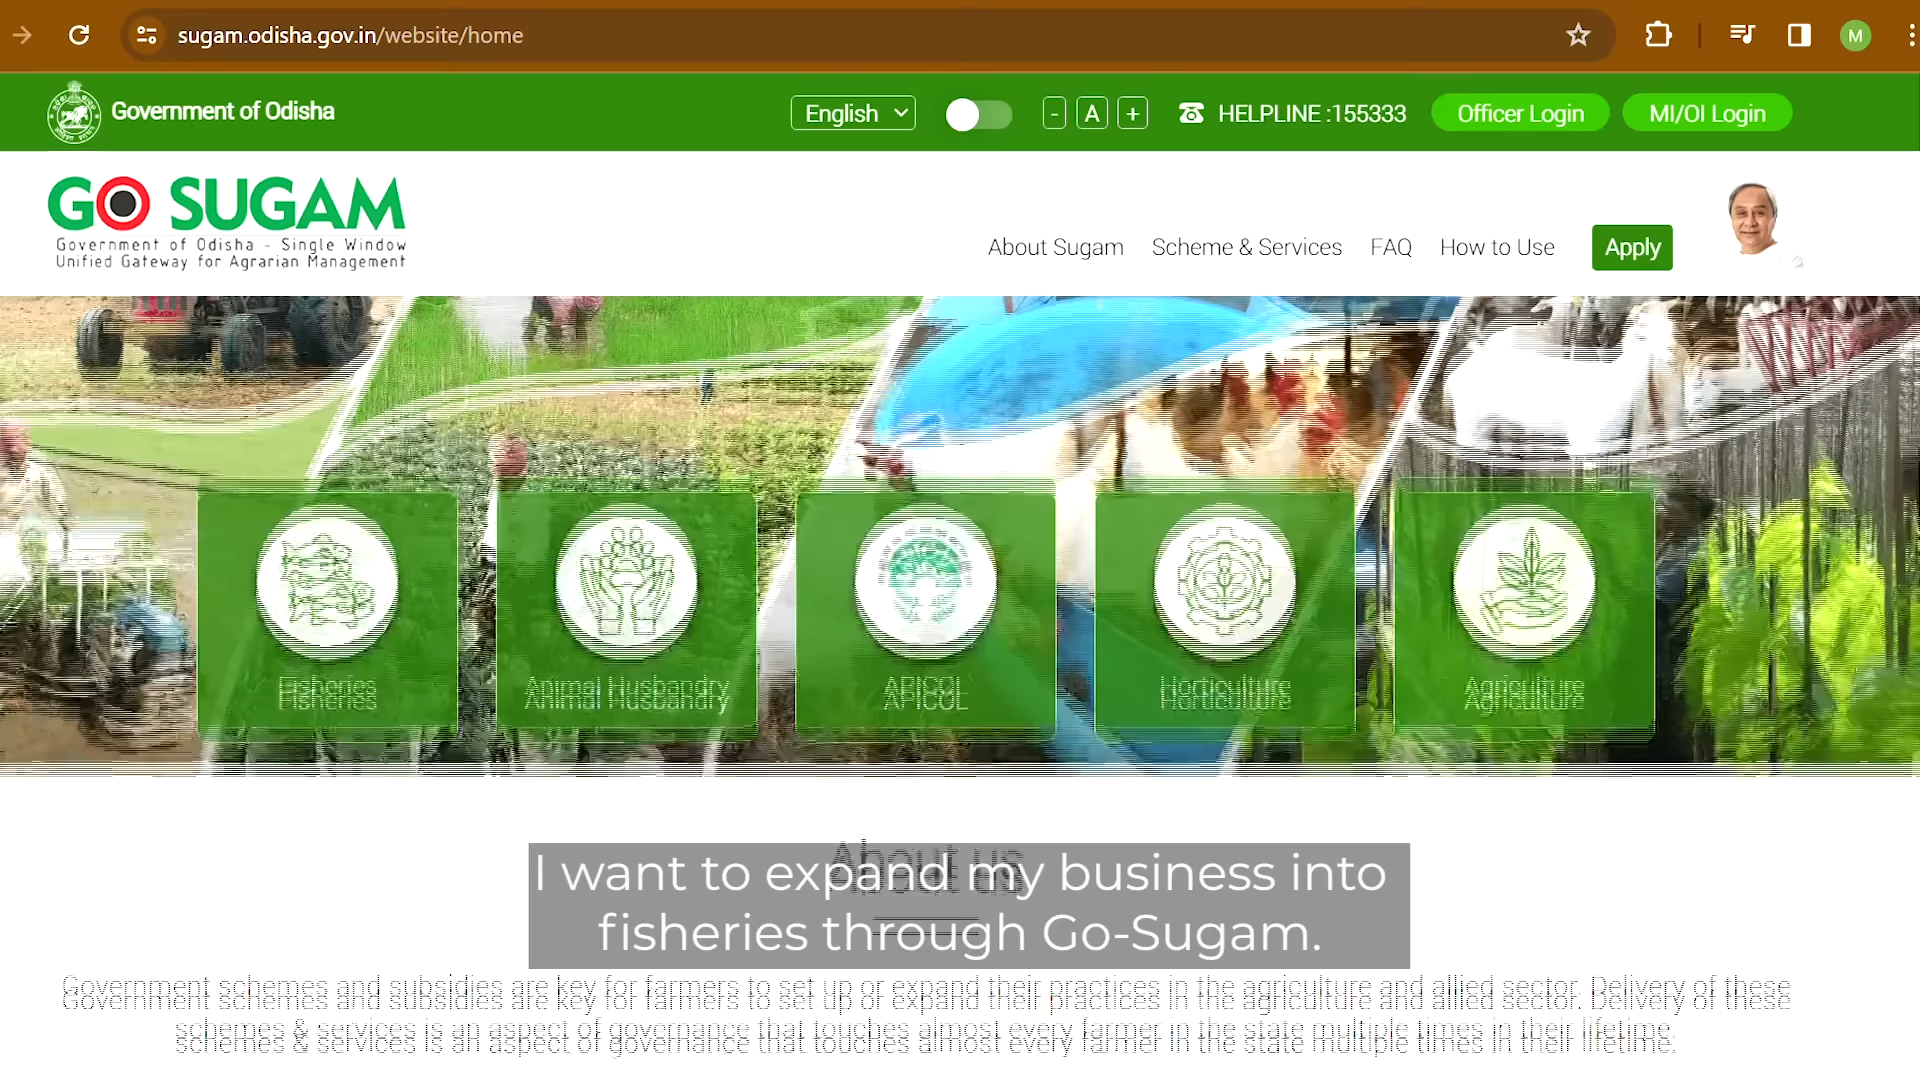 sugam.odisha.gov.in/website/home
M
Government of Odisha
English
- A +
HELPLINE :155333
Officer Login
MI/OI Login
GO SUGAM
Government of Odisha - Single Window
Unified Gateway for Agrarian Management
About Sugam
Scheme & Services
FAQ
How to Use
Apply
Fisheries
Animal Husbandry
APICOL
Horticulture
Agriculture
About us
I want to expand my business into
fisheries through Go-Sugam.
Government schemes and subsidies are key for farmers to set up or expand their practices in the agriculture and allied sector. Delivery of these
schemes & services is an aspect of governance that touches almost every farmer in the state multiple times in their lifetime.